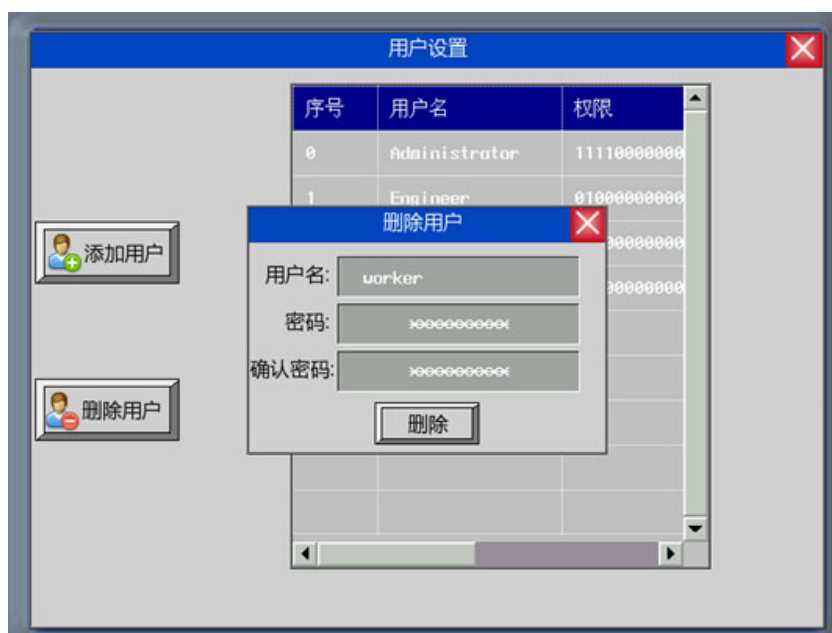 用户设置
序号 用户名 权限
0 Administrator 11110000000
1 Engineer 01000000000
删除用户
添加用户
用户名: worker
密码: ***********
确认密码: ***********
删除用户
删除